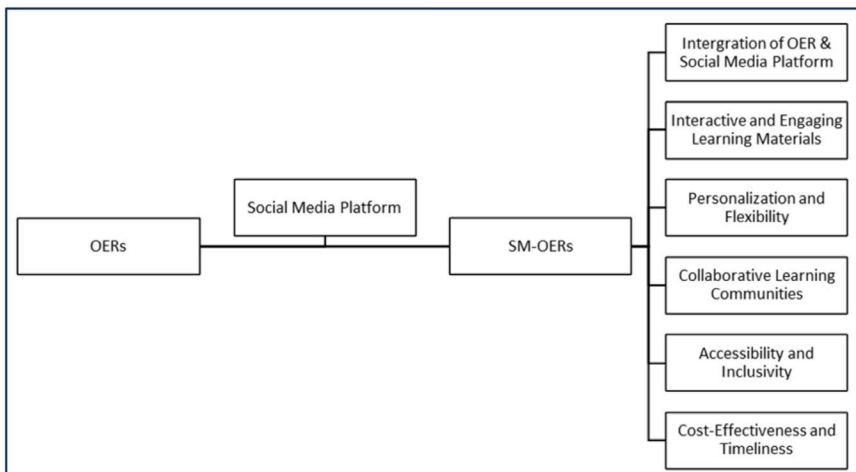 OERs
Social Media Platform
SM-OERs
Intergration of OER &
Social Media Platform
Interactive and Engaging
Learning Materials
Personalization and
Flexibility
Collaborative Learning
Communities
Accessibility and
Inclusivity
Cost-Effectiveness and
Timeliness